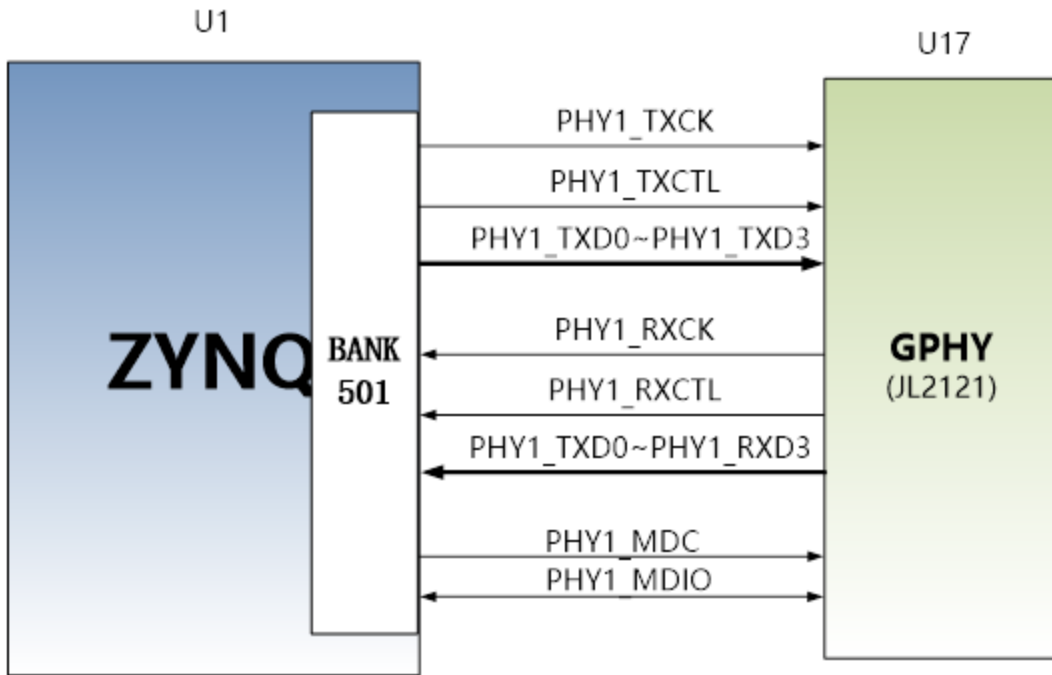 U1
U17
PHY1_TXCK
PHY1_TXCTL
PHY1_TXD0~PHY1_TXD3
PHY1_RXCK
ZYNQ
BANK
501
GPHY
(JL2121)
PHY1_RXCTL
PHY1_TXD0~PHY1_RXD3
PHY1_MDC
PHY1_MDIO